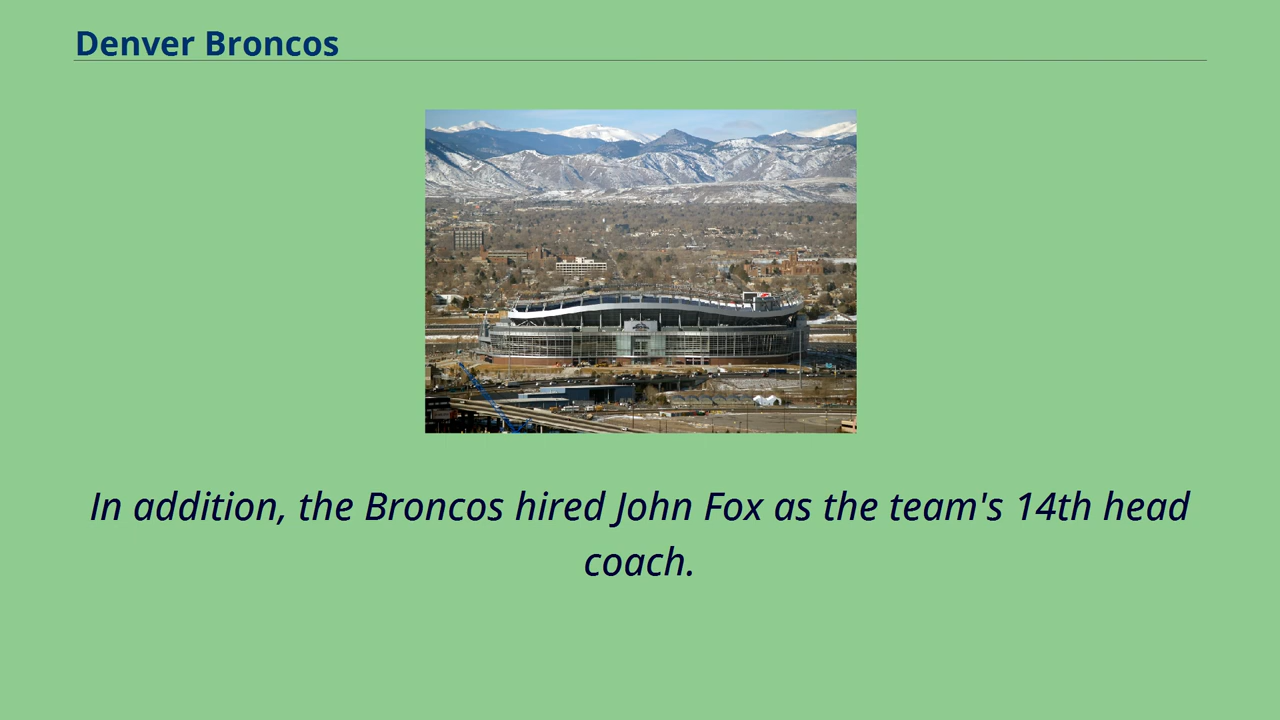 Denver Broncos
In addition, the Broncos hired John Fox as the team's 14th head
coach.